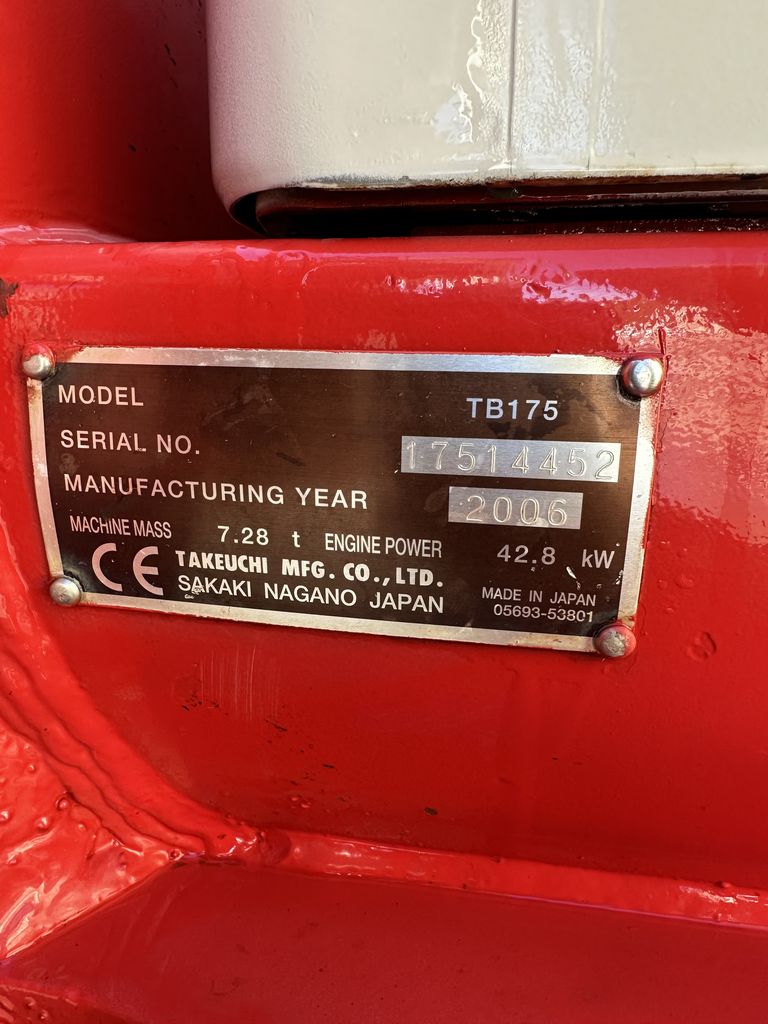 MODEL TB175
SERIAL NO. 17514452
MANUFACTURING YEAR 2006
MACHINE MASS 7.28 t ENGINE POWER 42.8 kW
CE TAKEUCHI MFG. CO., LTD.
SAKAKI NAGANO JAPAN
MADE IN JAPAN
05693-53801